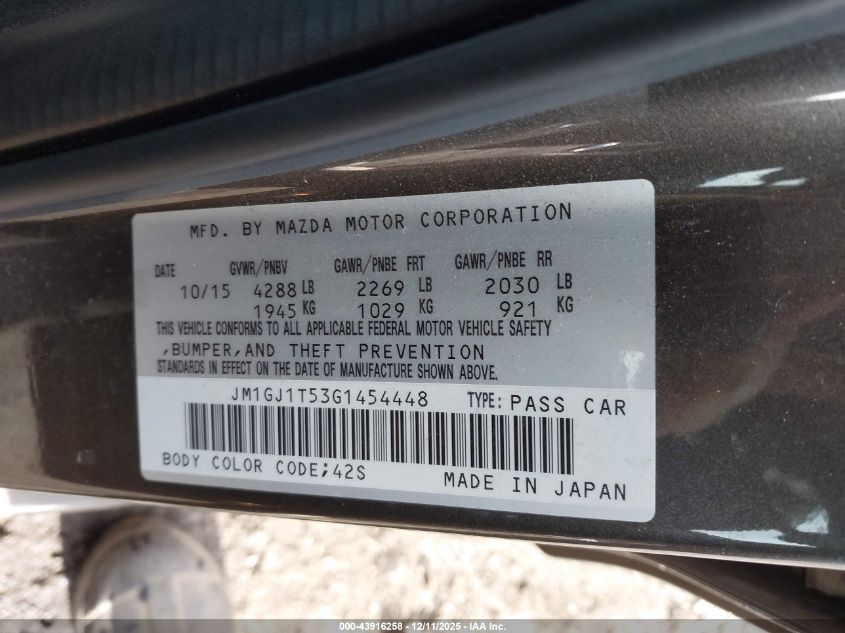 MFD. BY MAZDA MOTOR CORPORATION
DATE GVWR/PNBV GAWR/PNBE FRT GAWR/PNBE RR
10/15 4288 LB 2269 LB 2030 LB
1945 KG 1029 KG 921 KG
THIS VEHICLE CONFORMS TO ALL APPLICABLE FEDERAL MOTOR VEHICLE SAFETY
,BUMPER,AND THEFT PREVENTION
STANDARDS IN EFFECT ON THE DATE OF MANUFACTURE SHOWN ABOVE.
JM1GJ1T53G1454448 TYPE: PASS CAR
BODY COLOR CODE;42S
MADE IN JAPAN
000-43916258 - 12/11/2025 - IAA Inc.